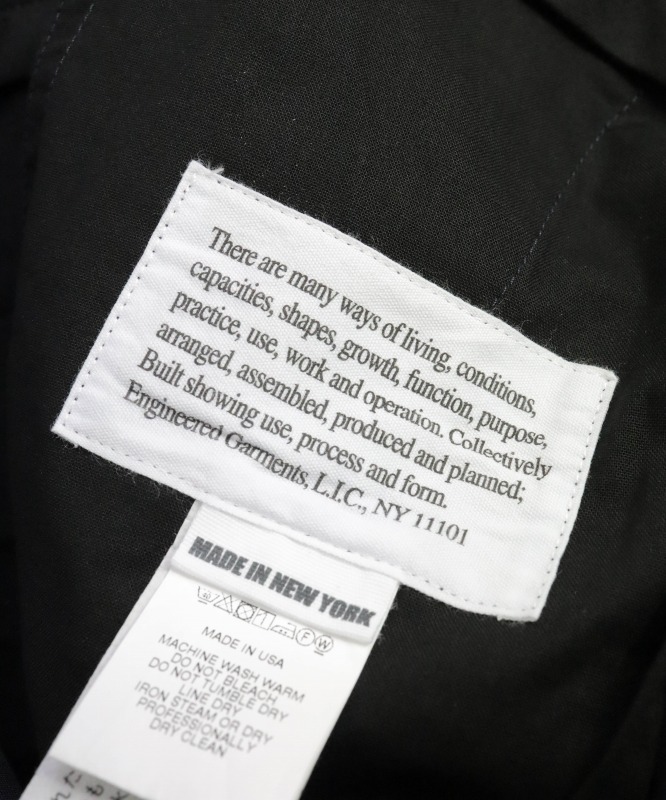 There are many ways of living, conditions,
capacities, shapes, growth, function, purpose,
practice, use, work and operation. Collectively
arranged, assembled, produced and planned;
Built showing use, process and form.
Engineered Garments, L.I.C., NY 11101
MADE IN NEW YORK
MADE IN USA
MACHINE WASH WARM
DO NOT BLEACH
DO NOT TUMBLE DRY
LINE DRY
IRON STEAM OR DRY
PROFESSIONALLY
DRY CLEAN